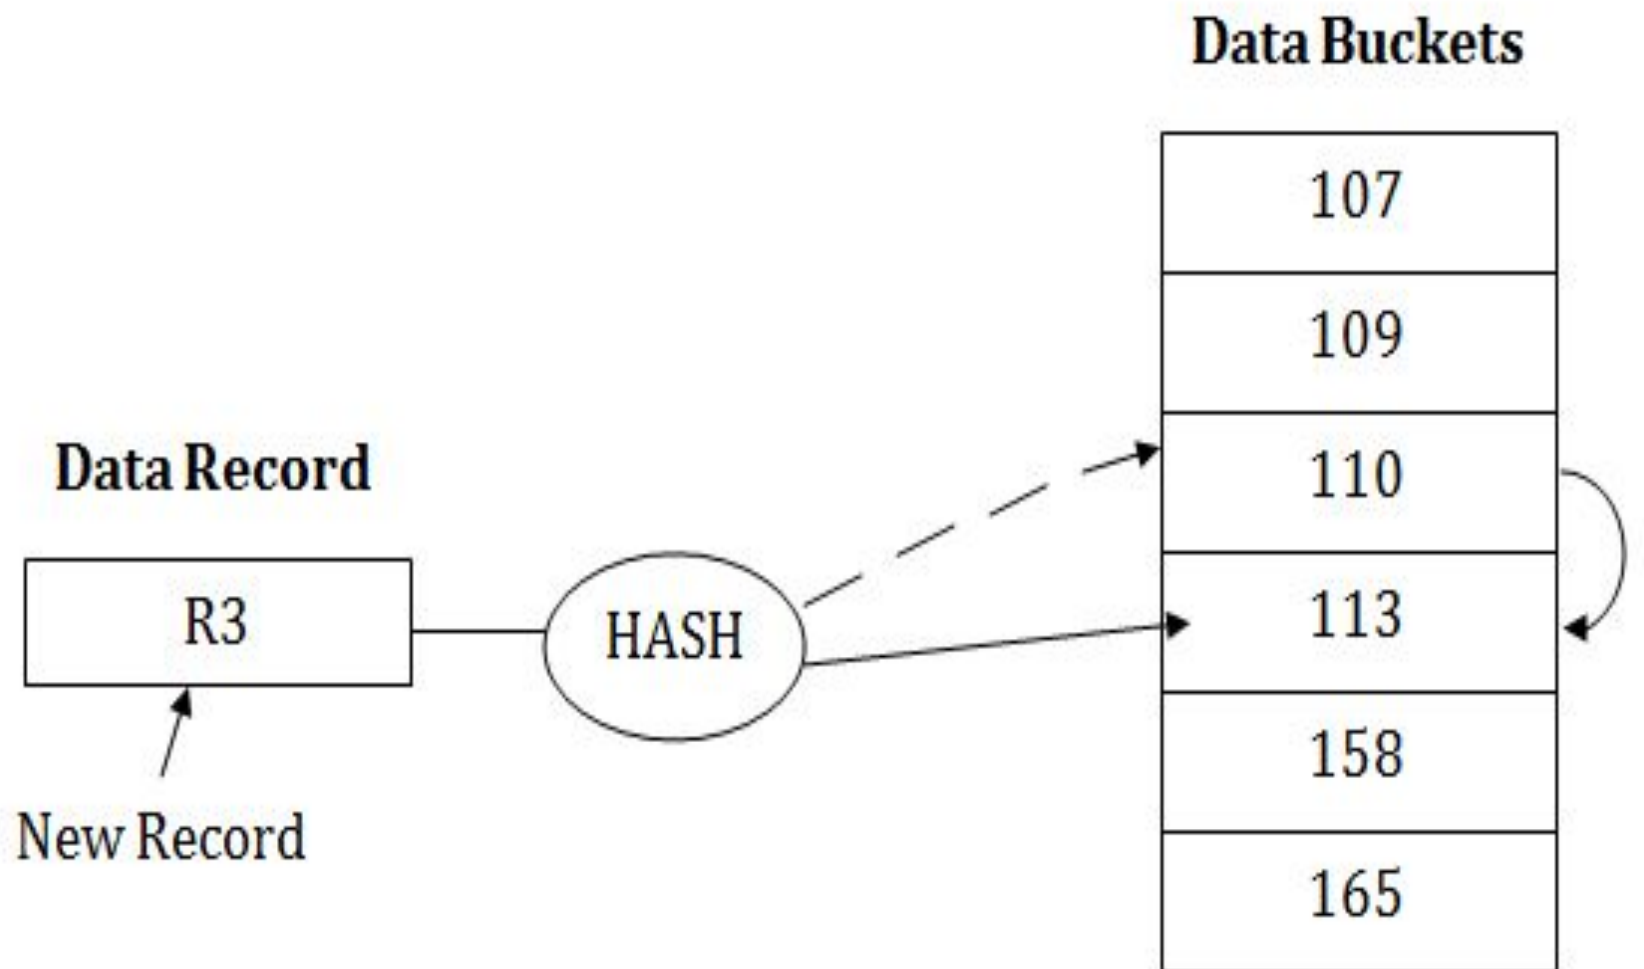 Data Buckets
107
109
110
113
158
165
Data Record
R3
HASH
New Record